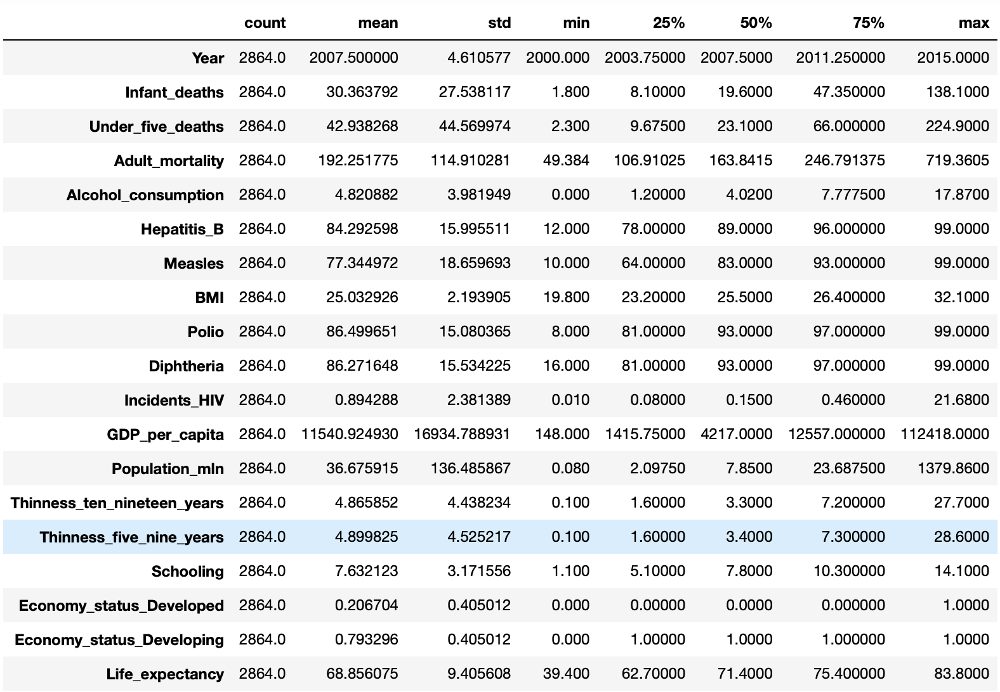 count mean std min 25% 50% 75% max
Year 2864.0 2007.500000 4.610577 2000.000 2003.75000 2007.5000 2011.250000 2015.0000
Infant_deaths 2864.0 30.363792 27.538117 1.800 8.10000 19.6000 47.350000 138.1000
Under_five_deaths 2864.0 42.938268 44.569974 2.300 9.67500 23.1000 66.000000 224.9000
Adult_mortality 2864.0 192.251775 114.910281 49.384 106.91025 163.8415 246.791375 719.3605
Alcohol_consumption 2864.0 4.820882 3.981949 0.000 1.20000 4.0200 7.777500 17.8700
Hepatitis_B 2864.0 84.292598 15.995511 12.000 78.00000 89.0000 96.000000 99.0000
Measles 2864.0 77.344972 18.659693 10.000 64.00000 83.0000 93.000000 99.0000
BMI 2864.0 25.032926 2.193905 19.800 23.20000 25.5000 26.400000 32.1000
Polio 2864.0 86.499651 15.080365 8.000 81.00000 93.0000 97.000000 99.0000
Diphtheria 2864.0 86.271648 15.534225 16.000 81.00000 93.0000 97.000000 99.0000
Incidents_HIV 2864.0 0.894288 2.381389 0.010 0.08000 0.1500 0.460000 21.6800
GDP_per_capita 2864.0 11540.924930 16934.788931 148.000 1415.75000 4217.0000 12557.000000 112418.0000
Population_mln 2864.0 36.675915 136.485867 0.080 2.09750 7.8500 23.687500 1379.8600
Thinness_ten_nineteen_years 2864.0 4.865852 4.438234 0.100 1.60000 3.3000 7.200000 27.7000
Thinness_five_nine_years 2864.0 4.899825 4.525217 0.100 1.60000 3.4000 7.300000 28.6000
Schooling 2864.0 7.632123 3.171556 1.100 5.10000 7.8000 10.300000 14.1000
Economy_status_Developed 2864.0 0.206704 0.405012 0.000 0.00000 0.0000 0.000000 1.0000
Economy_status_Developing 2864.0 0.793296 0.405012 0.000 1.00000 1.0000 1.000000 1.0000
Life_expectancy 2864.0 68.856075 9.405608 39.400 62.70000 71.4000 75.400000 83.8000